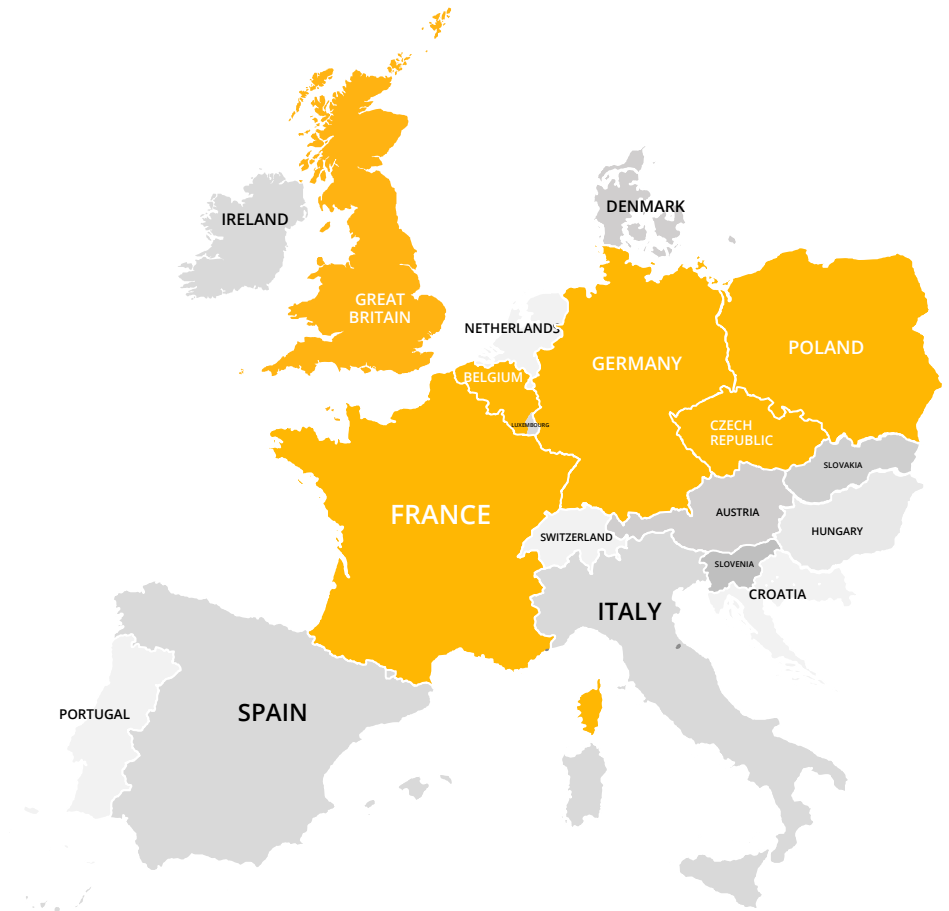 DENMARK
IRELAND
GREAT
BRITAIN
NETHERLANDS
POLAND
GERMANY
BELGIUM
LUXEMBOURG
CZECH
REPUBLIC
SLOVAKIA
FRANCE
AUSTRIA
HUNGARY
SWITZERLAND
SLOVENIA
CROATIA
ITALY
SPAIN
PORTUGAL